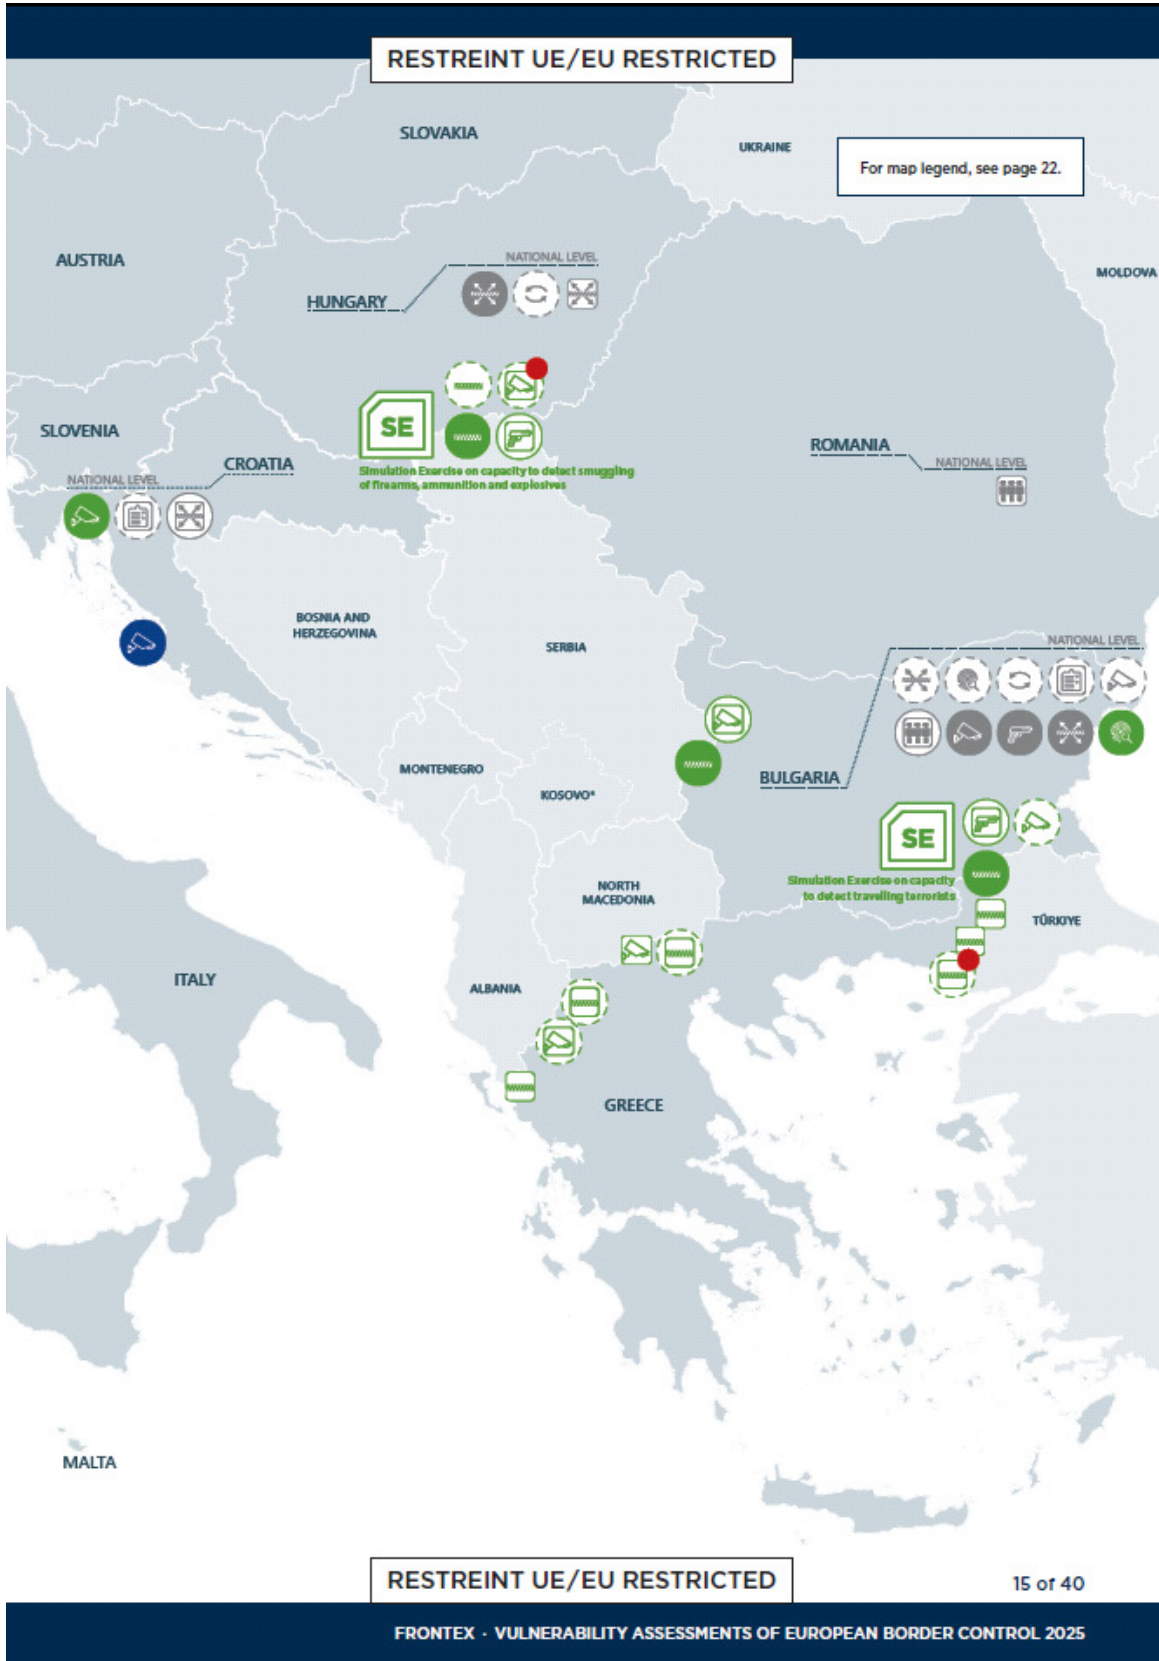 RESTREINT UE/EU RESTRICTED
SLOVAKIA
UKRAINE
For map legend, see page 22.
AUSTRIA
NATIONAL LEVEL
MOLDOVA
HUNGARY
SLOVENIA
SE
ROMANIA
CROATIA
NATIONAL LEVEL
NATIONAL LEVEL
Simulation Exercise on capacity to detect smuggling
of firearms, ammunition and explosives
BOSNIA AND
HERZEGOVINA
SERBIA
NATIONAL LEVEL
MONTENEGRO
BULGARIA
KOSOVO*
SE
Simulation Exercise on capacity
to detect travelling terrorists
NORTH
MACEDONIA
TÜRKIYE
ITALY
ALBANIA
GREECE
MALTA
RESTREINT UE/EU RESTRICTED
15 of 40
FRONTEX · VULNERABILITY ASSESSMENTS OF EUROPEAN BORDER CONTROL 2025